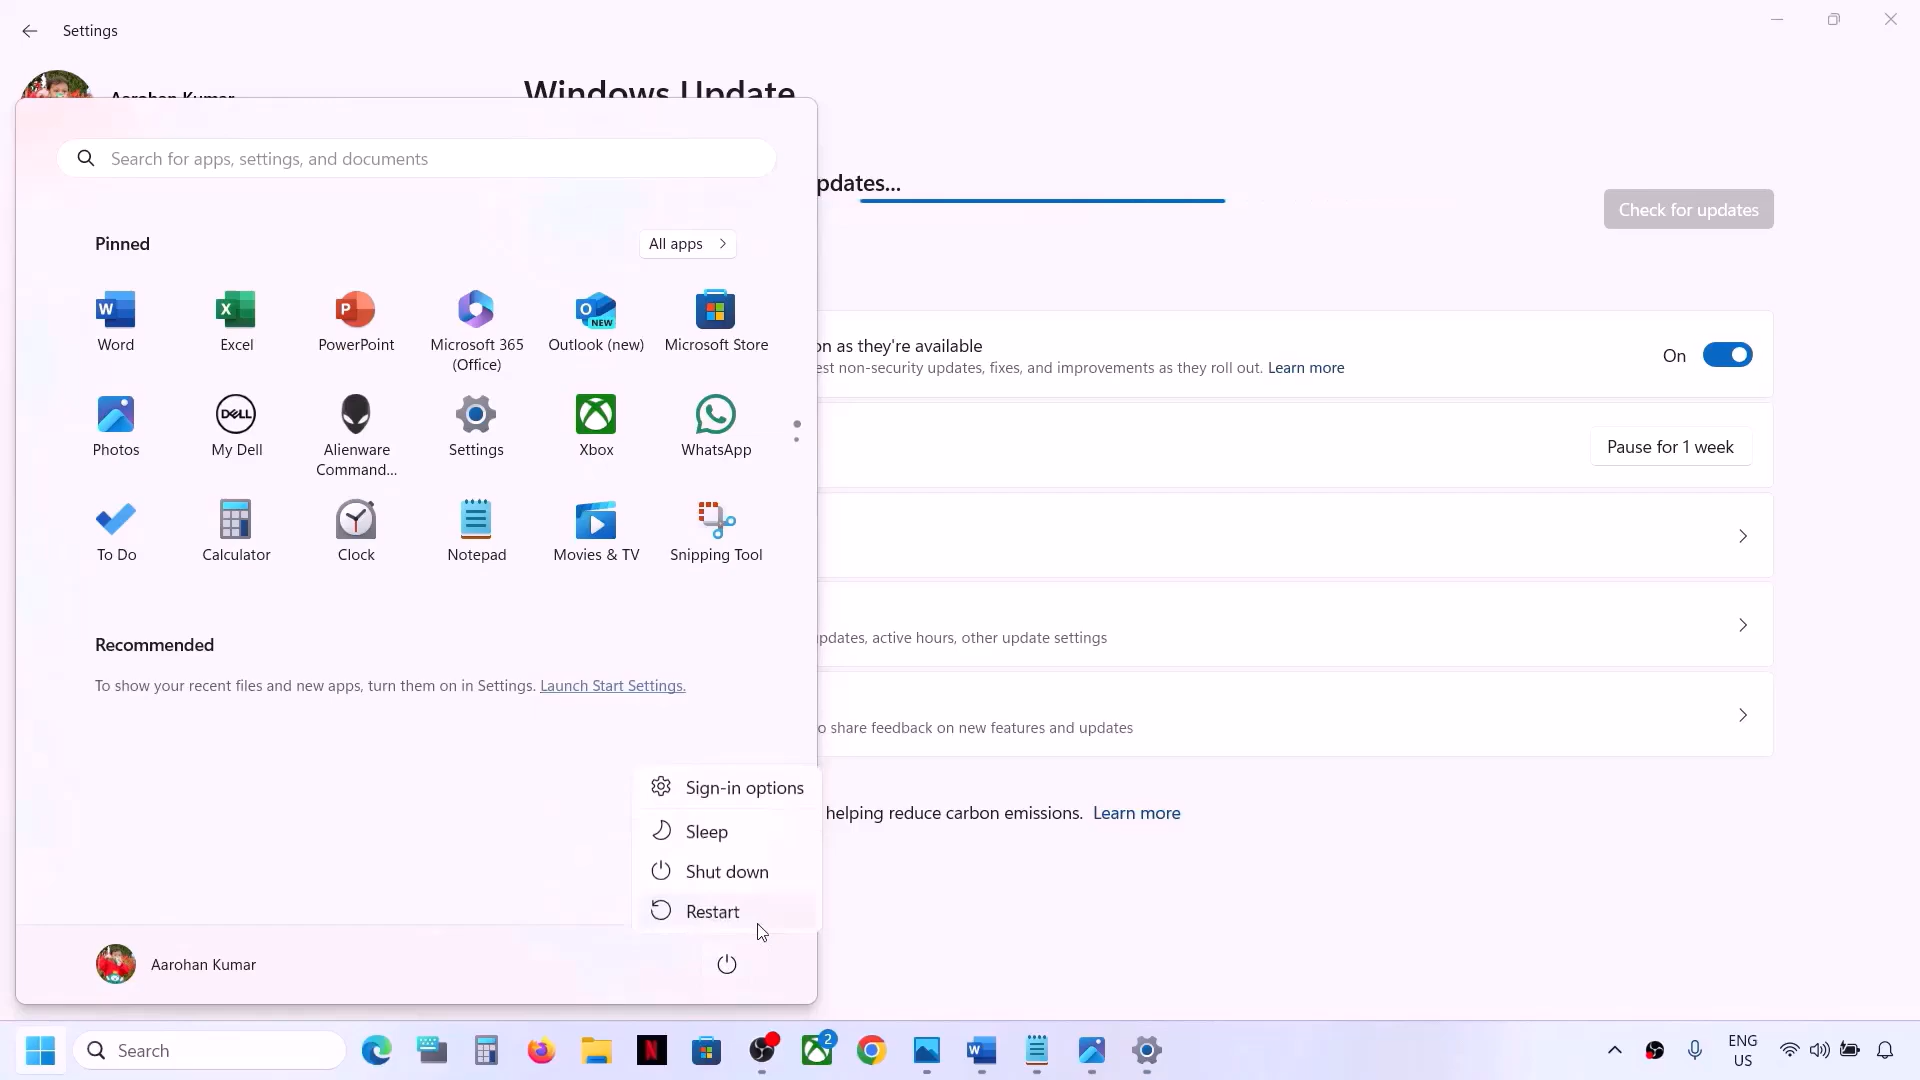 Settings
Aarohan Kumar
Windows Update
Search for apps, settings, and documents
pdates...
Check for updates
Pinned
All apps
Word
Excel
PowerPoint
Microsoft 365
(Office)
Outlook (new)
Microsoft Store
on as they're available
est non-security updates, fixes, and improvements as they roll out. Learn more
On
Photos
My Dell
Alienware
Command...
Settings
Xbox
WhatsApp
Pause for 1 week
To Do
Calculator
Clock
Notepad
Movies & TV
Snipping Tool
pdates, active hours, other update settings
Recommended
To show your recent files and new apps, turn them on in Settings. Launch Start Settings.
o share feedback on new features and updates
Sign-in options
helping reduce carbon emissions. Learn more
Sleep
Shut down
Restart
Aarohan Kumar
Search
2
ENG
US